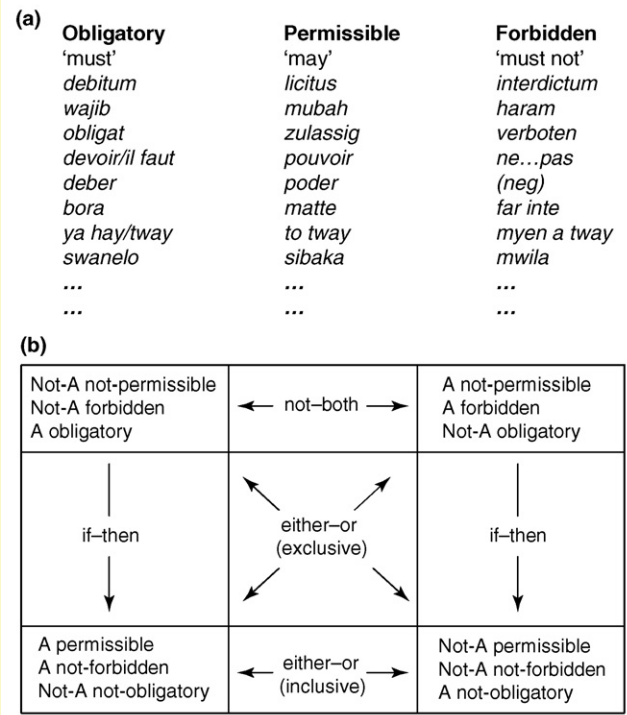 (a)
Obligatory Permissible Forbidden
‘must’ ‘may’ ‘must not’
debitum licitus interdictum
wajib mubah haram
obligat zulassig verboten
devoir/il faut pouvoir ne…pas
deber poder (neg)
bora matte far inte
ya hay/tway to tway myen a tway
swanelo sibaka mwila
... ... ...
... ... ...
(b)
Not-A not-permissible
Not-A forbidden
A obligatory
not–both
A not-permissible
A forbidden
Not-A obligatory
if–then
either–or
(exclusive)
if–then
A permissible
A not-forbidden
Not-A not-obligatory
either–or
(inclusive)
Not-A permissible
Not-A not-forbidden
A not-obligatory